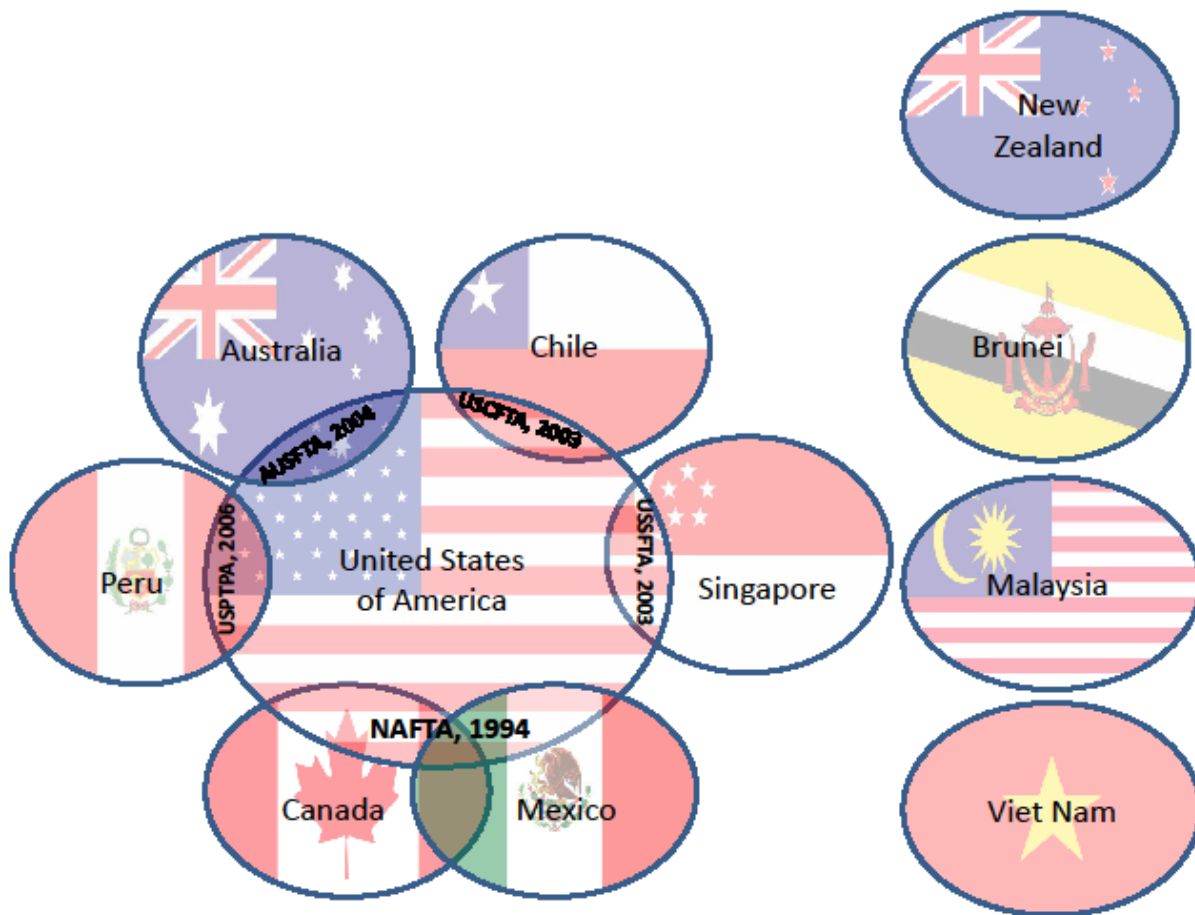 New
Zealand
Australia
Chile
Brunei
AUSFTA, 2004
USCFTA, 2003
Peru
USPTPA, 2006
United States
of America
USSFTA, 2003
Singapore
Malaysia
NAFTA, 1994
Canada
Mexico
Viet Nam